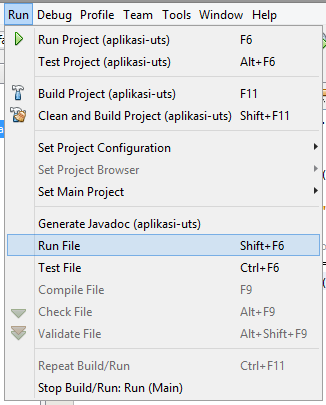 Run Debug Profile Team Tools Window Help
Run Project (aplikasi-uts) F6
Test Project (aplikasi-uts) Alt+F6
Build Project (aplikasi-uts) F11
Clean and Build Project (aplikasi-uts) Shift+F11
Set Project Configuration
Set Project Browser
Set Main Project
Generate Javadoc (aplikasi-uts)
Run File Shift+F6
Test File Ctrl+F6
Compile File F9
Check File Alt+F9
Validate File Alt+Shift+F9
Repeat Build/Run Ctrl+F11
Stop Build/Run: Run (Main)